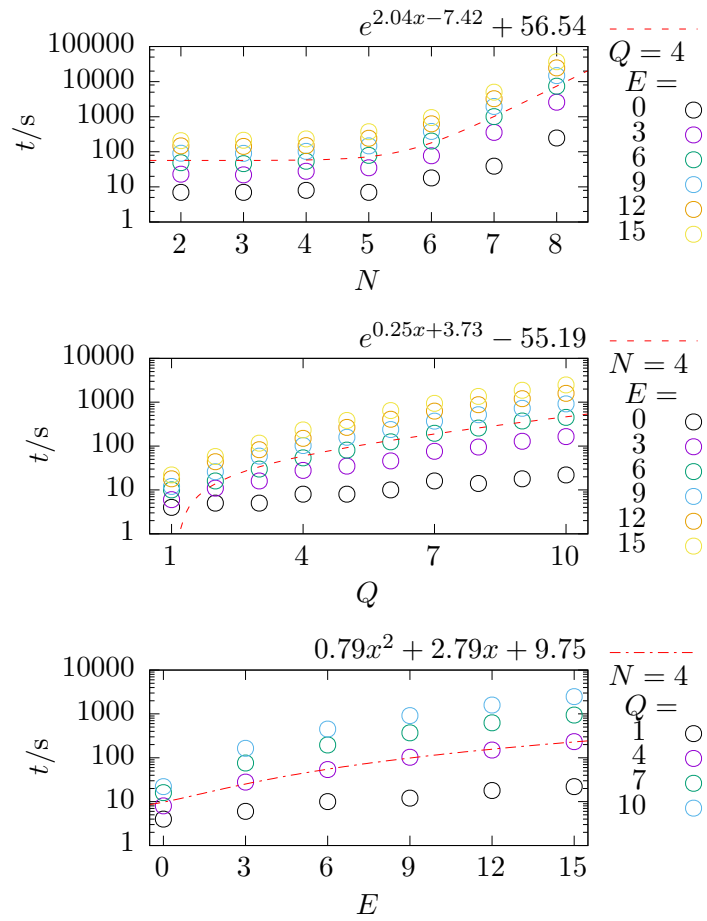 e^{2.04x−7.42} + 56.54
100000
10000
1000
100
10
1
t/s
2 3 4 5 6 7 8
N
Q = 4
E =
0
3
6
9
12
15
e^{0.25x+3.73} − 55.19
10000
1000
100
10
1
t/s
1 4 7 10
Q
N = 4
E =
0
3
6
9
12
15
0.79x² + 2.79x + 9.75
10000
1000
100
10
1
t/s
0 3 6 9 12 15
E
N = 4
Q =
1
4
7
10